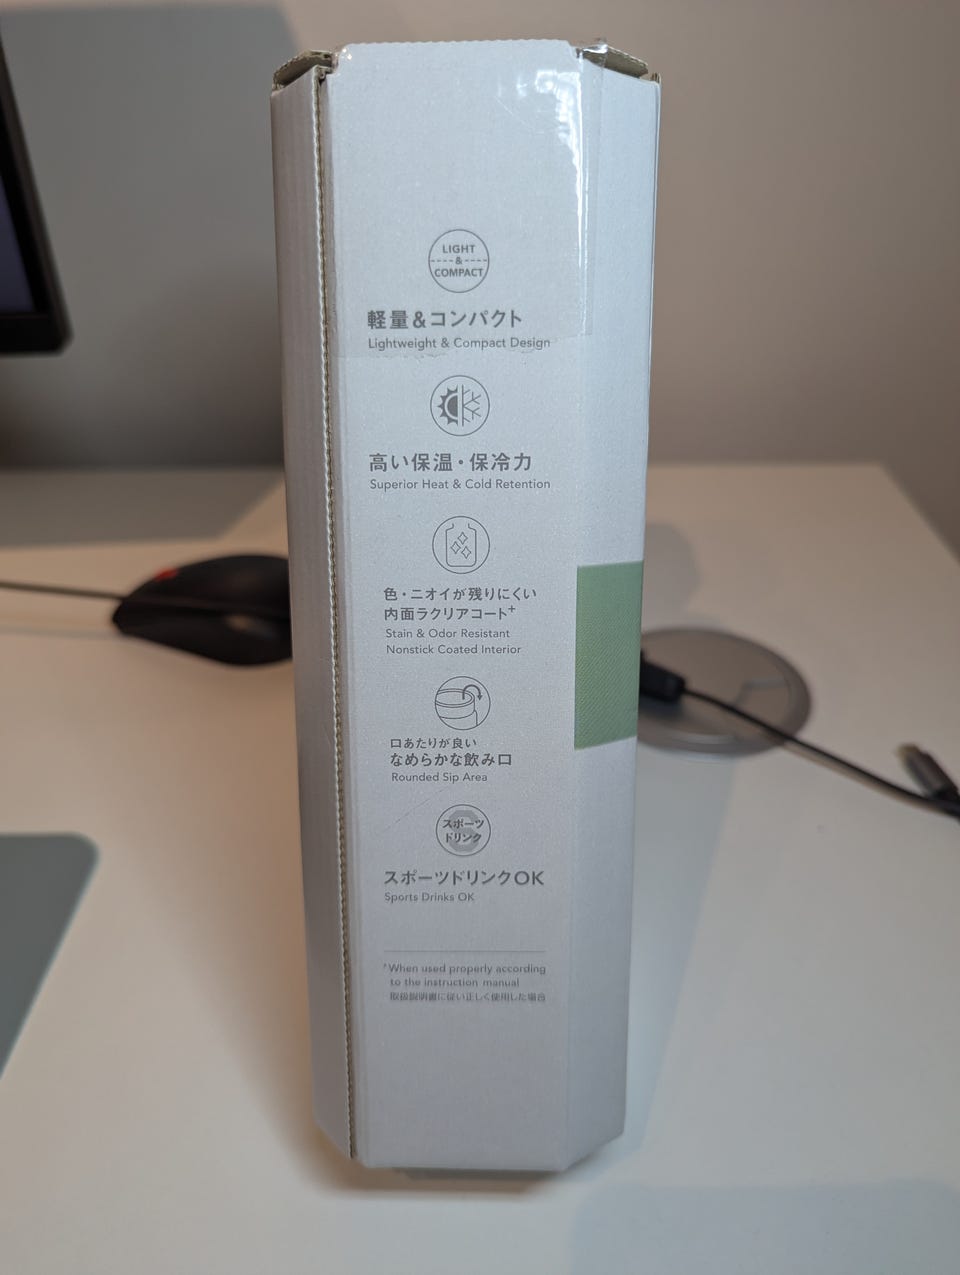 LIGHT
&
COMPACT
軽量&コンパクト
Lightweight & Compact Design
高い保温・保冷力
Superior Heat & Cold Retention
色・ニオイが残りにくい
内面ラクリアコート+
Stain & Odor Resistant
Nonstick Coated Interior
口あたりが良い
なめらかな飲み口
Rounded Sip Area
スポーツ
ドリンク
スポーツドリンクOK
Sports Drinks OK
*When used properly according
to the instruction manual
取扱説明書に従い正しく使用した場合